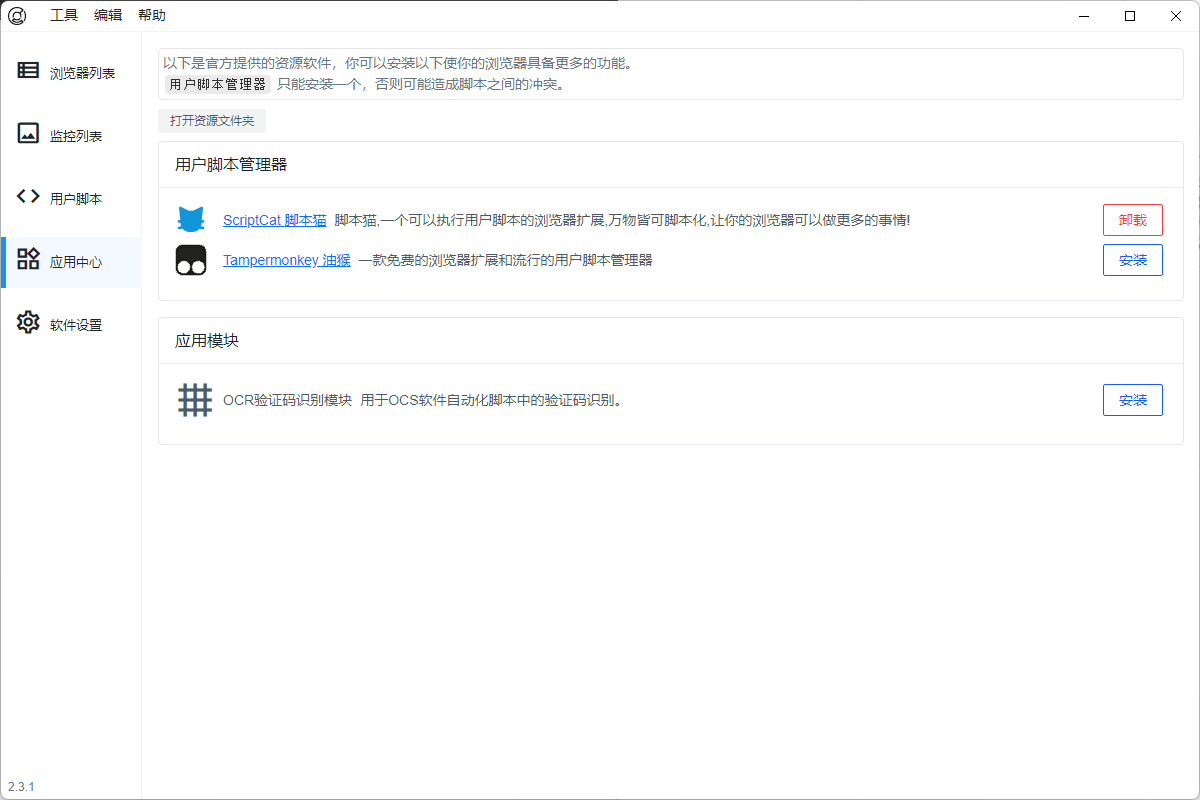 工具 编辑 帮助
浏览器列表
监控列表
用户脚本
应用中心
软件设置
2.3.1
以下是官方提供的资源软件，你可以安装以下使你的浏览器具备更多的功能。
用户脚本管理器 只能安装一个，否则可能造成脚本之间的冲突。
打开资源文件夹
用户脚本管理器
ScriptCat 脚本猫 脚本猫,一个可以执行用户脚本的浏览器扩展,万物皆可脚本化,让你的浏览器可以做更多的事情! 卸载
Tampermonkey 油猴 一款免费的浏览器扩展和流行的用户脚本管理器 安装
应用模块
OCR验证码识别模块 用于OCS软件自动化脚本中的验证码识别。 安装